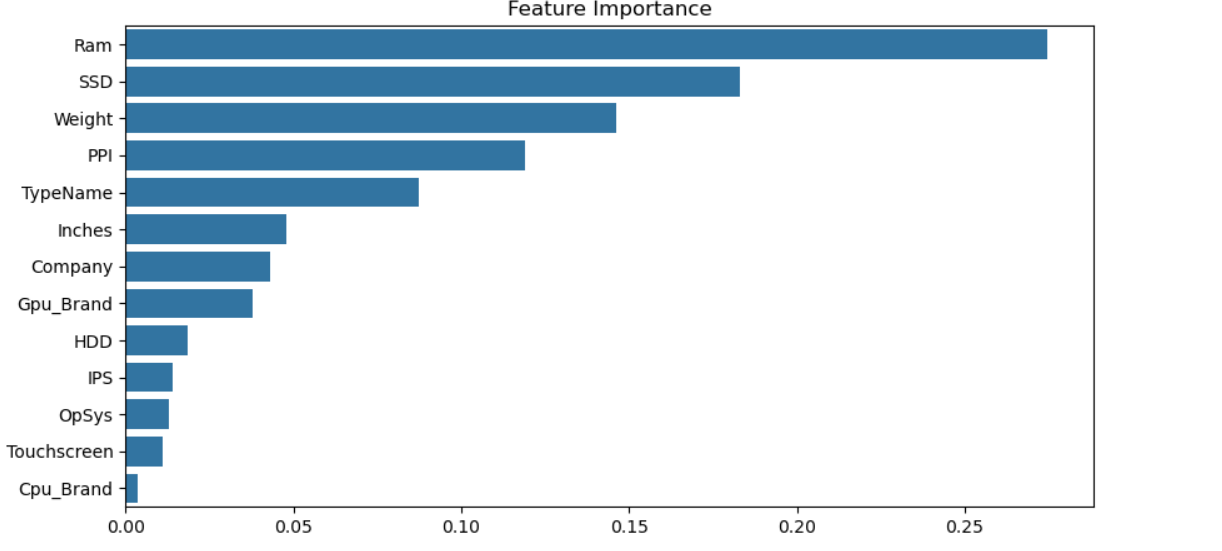 Feature Importance
Ram
SSD
Weight
PPI
TypeName
Inches
Company
Gpu_Brand
HDD
IPS
OpSys
Touchscreen
Cpu_Brand
0.00 0.05 0.10 0.15 0.20 0.25